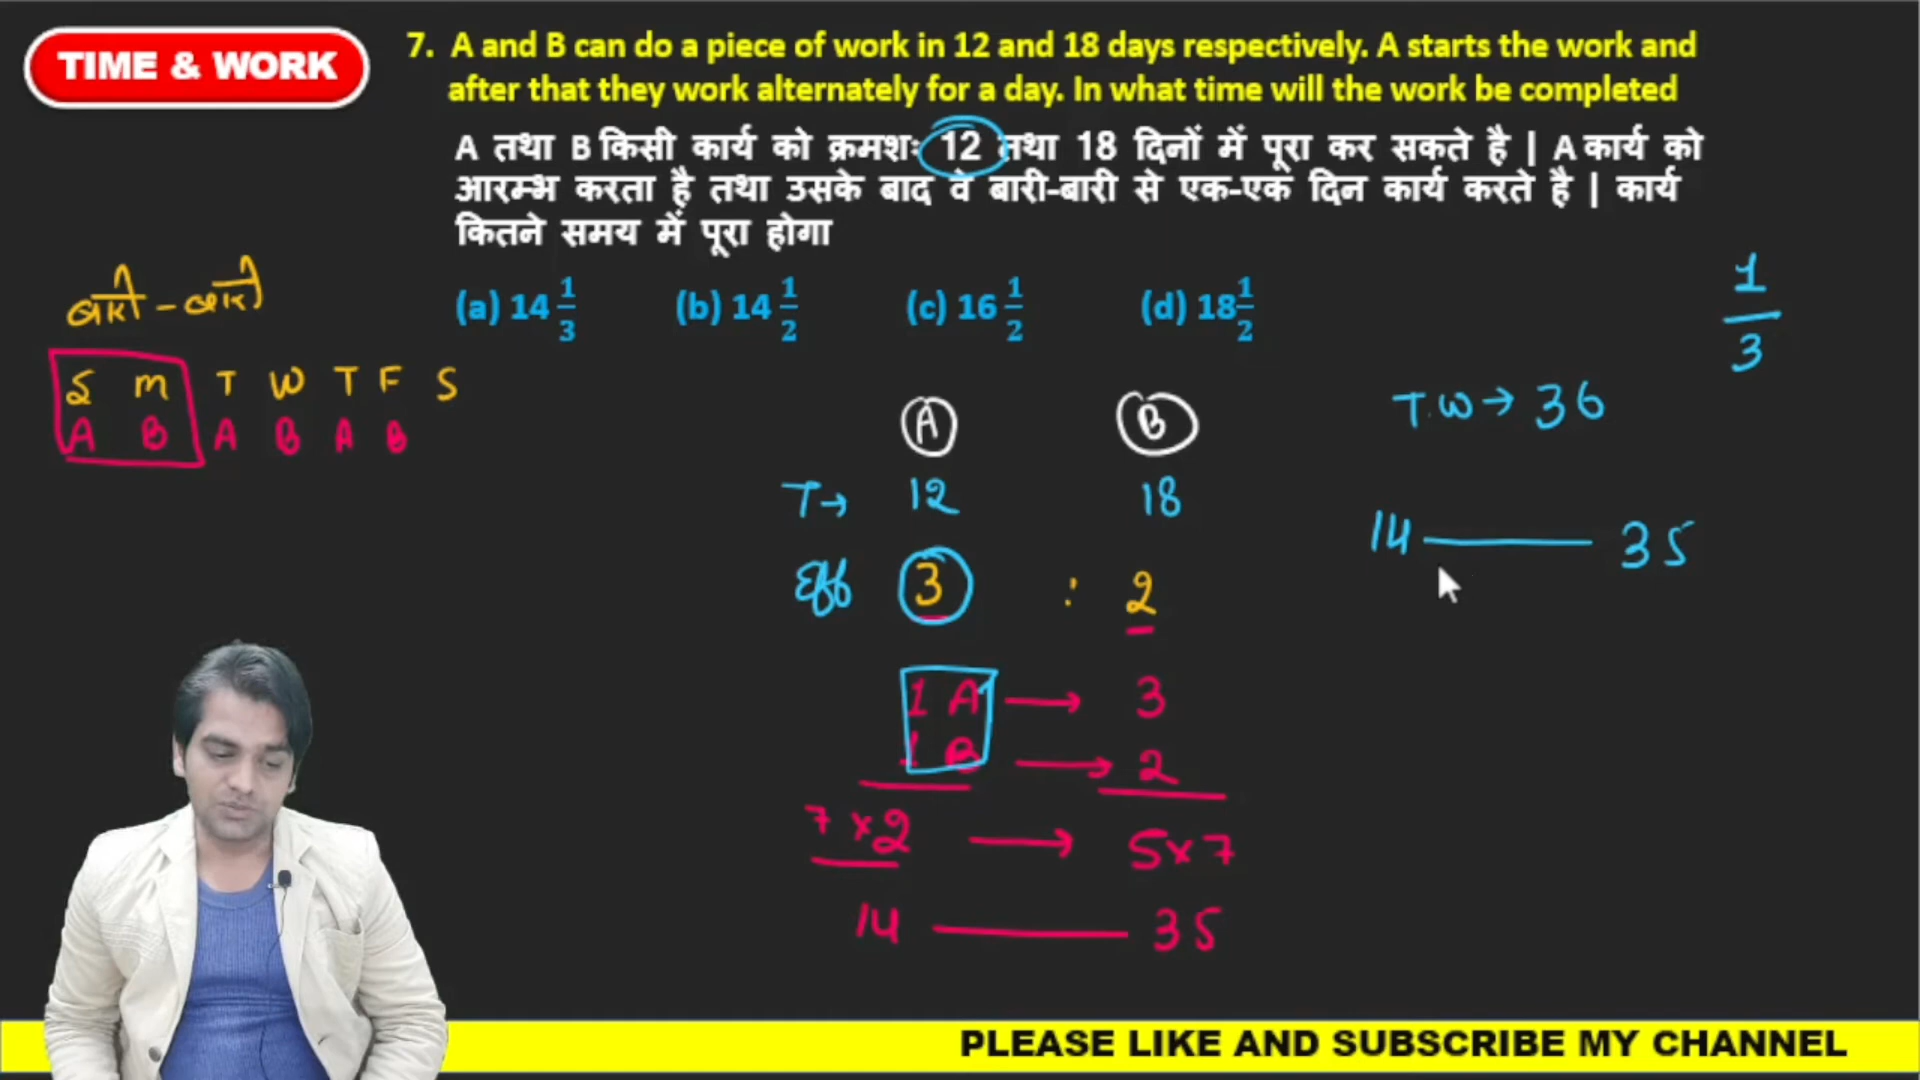 TIME & WORK
7. A and B can do a piece of work in 12 and 18 days respectively. A starts the work and
after that they work alternately for a day. In what time will the work be completed
A तथा B किसी कार्य को क्रमशः 12 तथा 18 दिनों में पूरा कर सकते है | A कार्य को
आरम्भ करता है तथा उसके बाद वे बारी-बारी से एक-एक दिन कार्य करते है | कार्य
कितने समय में पूरा होगा
(a) 14 1/3 (b) 14 1/2 (c) 16 1/2 (d) 18 1/2
1/3
S M T W T F S
A B A B A B
A B
T.W → 36
T → 12 18
14 — 35
Eff 3 : 2
1 A → 3
1 B → 2
7 x 2 → 5 x 7
14 — 35
PLEASE LIKE AND SUBSCRIBE MY CHANNEL